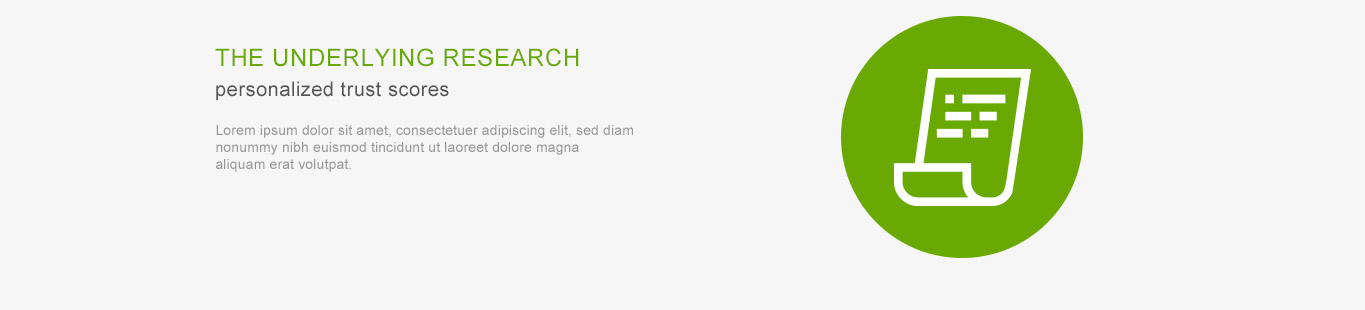 THE UNDERLYING RESEARCH
personalized trust scores
Lorem ipsum dolor sit amet, consectetuer adipiscing elit, sed diam
nonummy nibh euismod tincidunt ut laoreet dolore magna
aliquam erat volutpat.